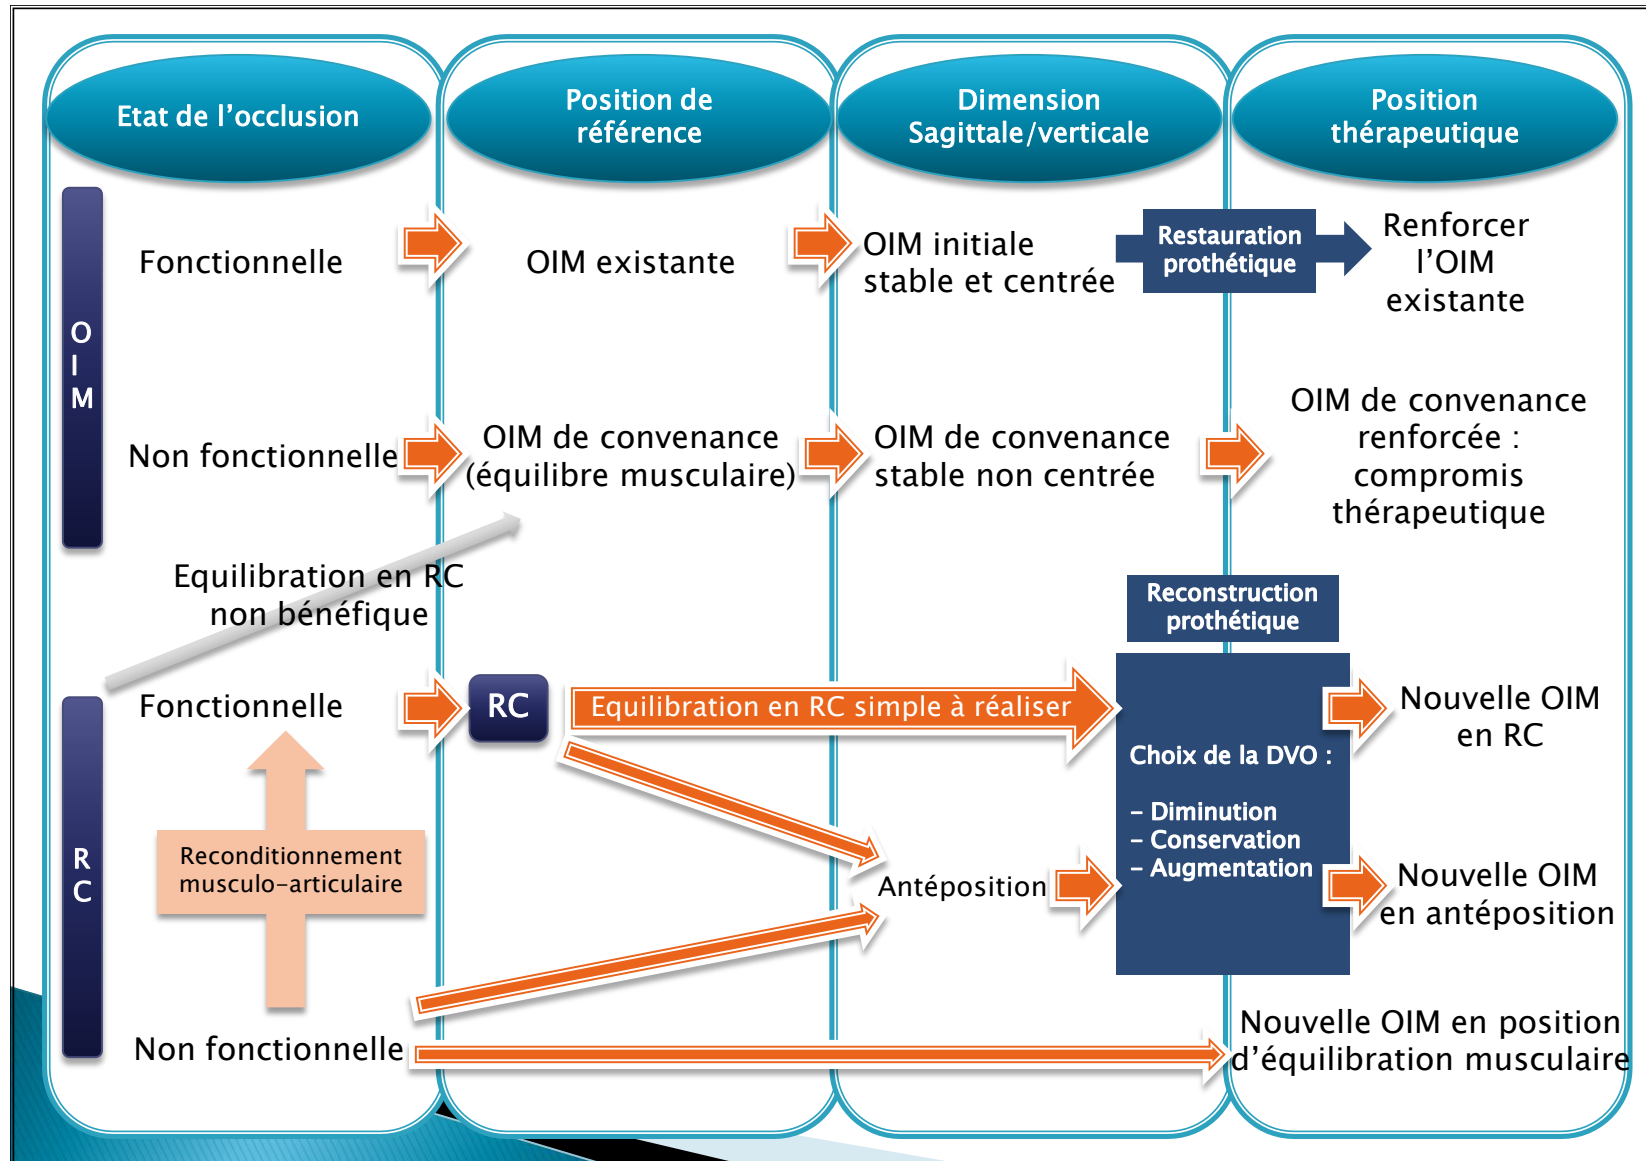 Etat de l'occlusion
Position de
référence
Dimension
Sagittale/verticale
Position
thérapeutique
O
I
M
Fonctionnelle
OIM existante
OIM initiale
stable et centrée
Restauration
prothétique
Renforcer
l'OIM
existante
Non fonctionnelle
OIM de convenance
(équilibre musculaire)
OIM de convenance
stable non centrée
OIM de convenance
renforcée :
compromis
thérapeutique
Equilibration en RC
non bénéfique
Reconstruction
prothétique
R
C
Fonctionnelle
RC
Equilibration en RC simple à réaliser
Choix de la DVO :
- Diminution
- Conservation
- Augmentation
Nouvelle OIM
en RC
Reconditionnement
musculo-articulaire
Antéposition
Nouvelle OIM
en antéposition
Non fonctionnelle
Nouvelle OIM en position
d'équilibration musculaire